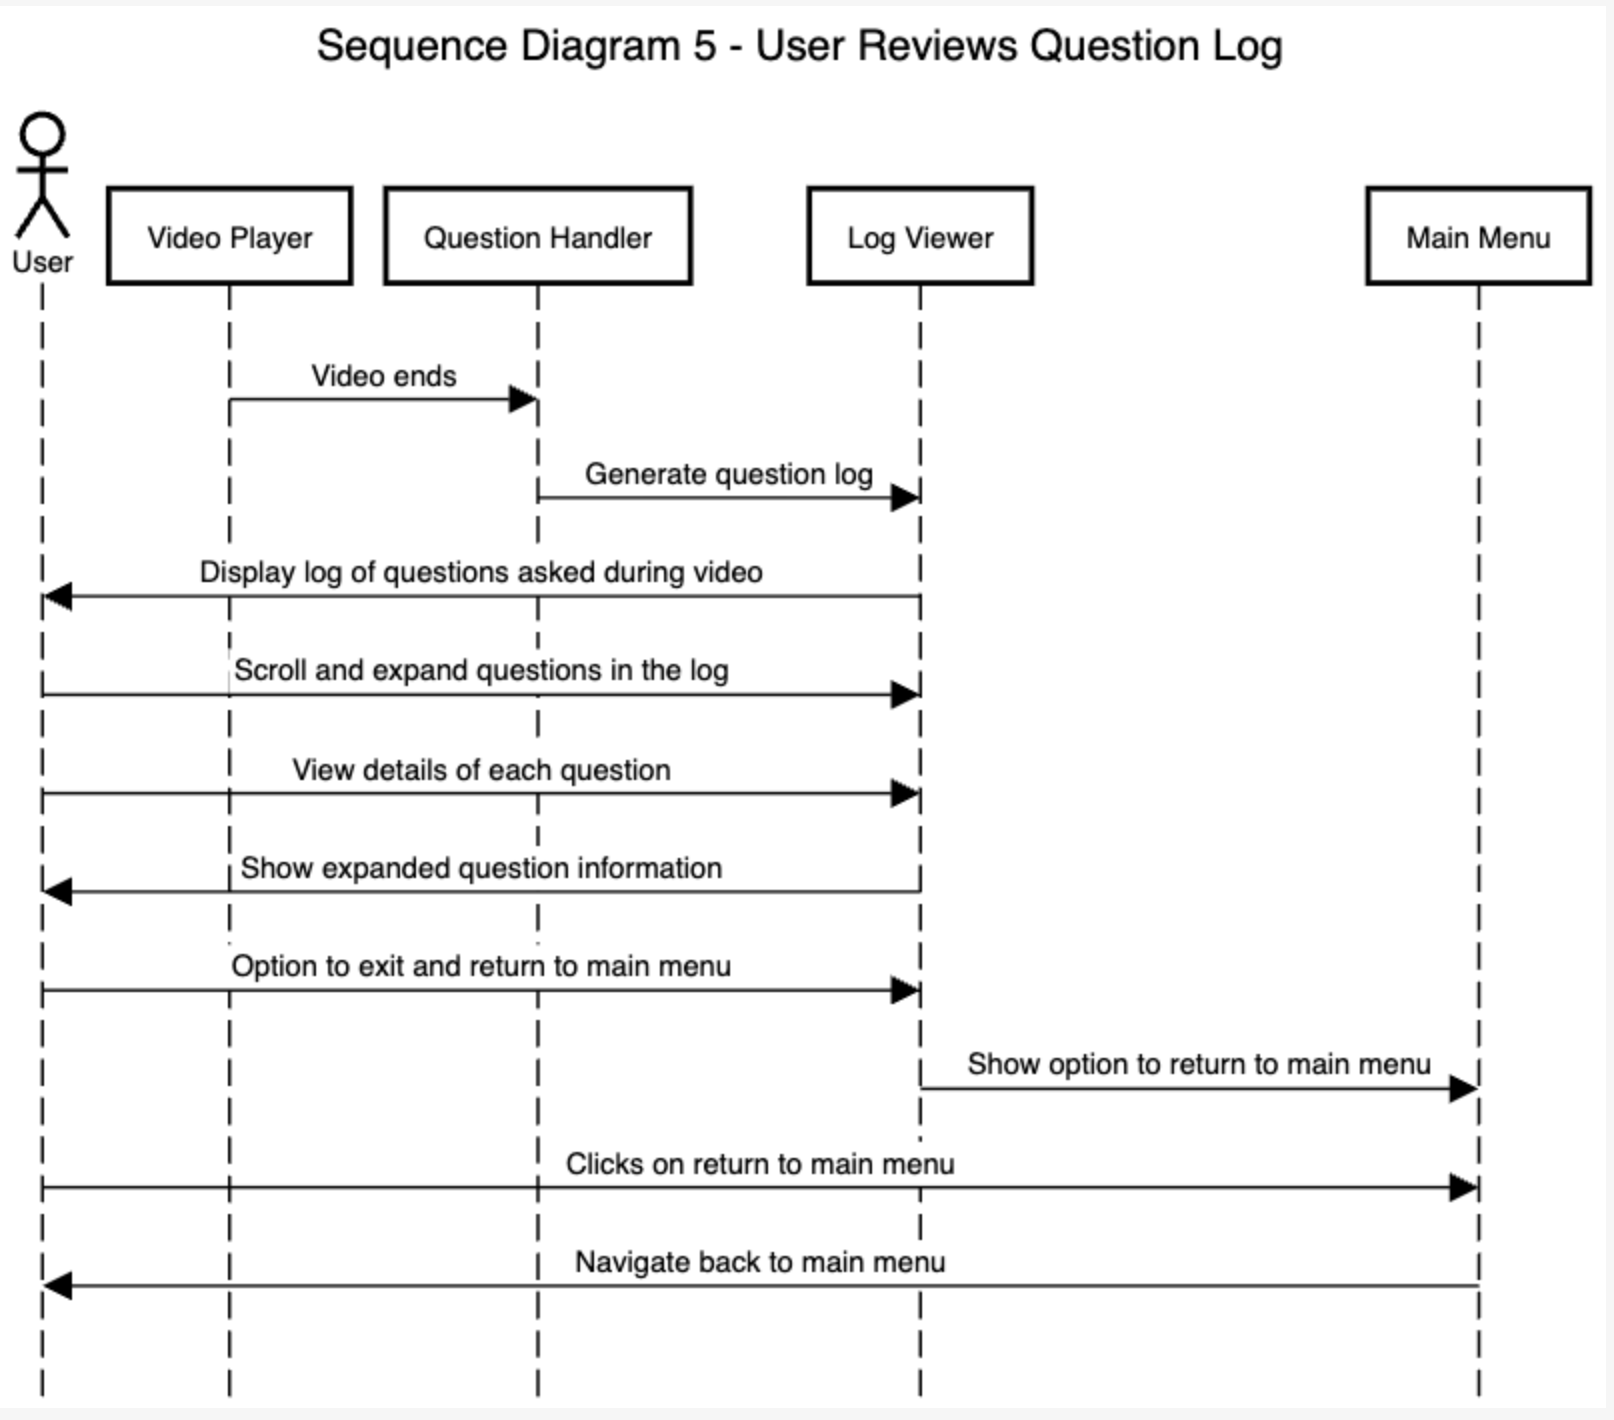 Sequence Diagram 5 - User Reviews Question Log
User
Video Player
Question Handler
Log Viewer
Main Menu
Video ends
Generate question log
Display log of questions asked during video
Scroll and expand questions in the log
View details of each question
Show expanded question information
Option to exit and return to main menu
Show option to return to main menu
Clicks on return to main menu
Navigate back to main menu